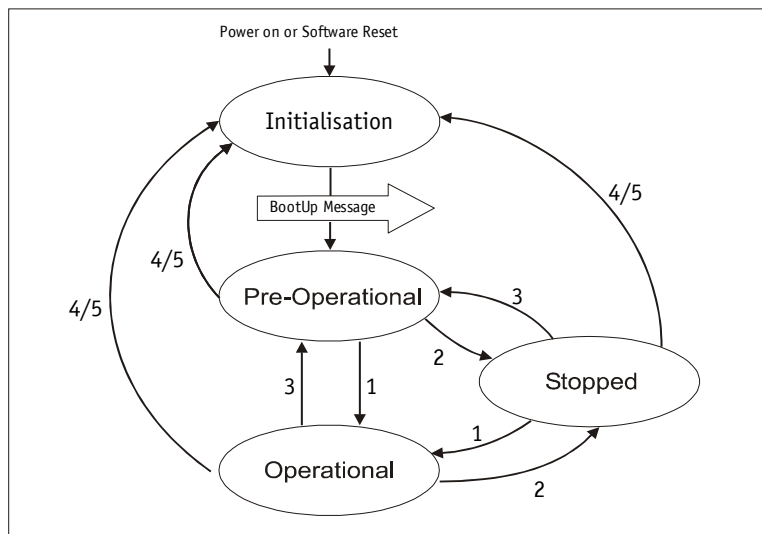 Power on or Software Reset
Initialisation
4/5
BootUp Message
4/5
4/5
Pre-Operational
3
2
Stopped
3
1
1
Operational
2